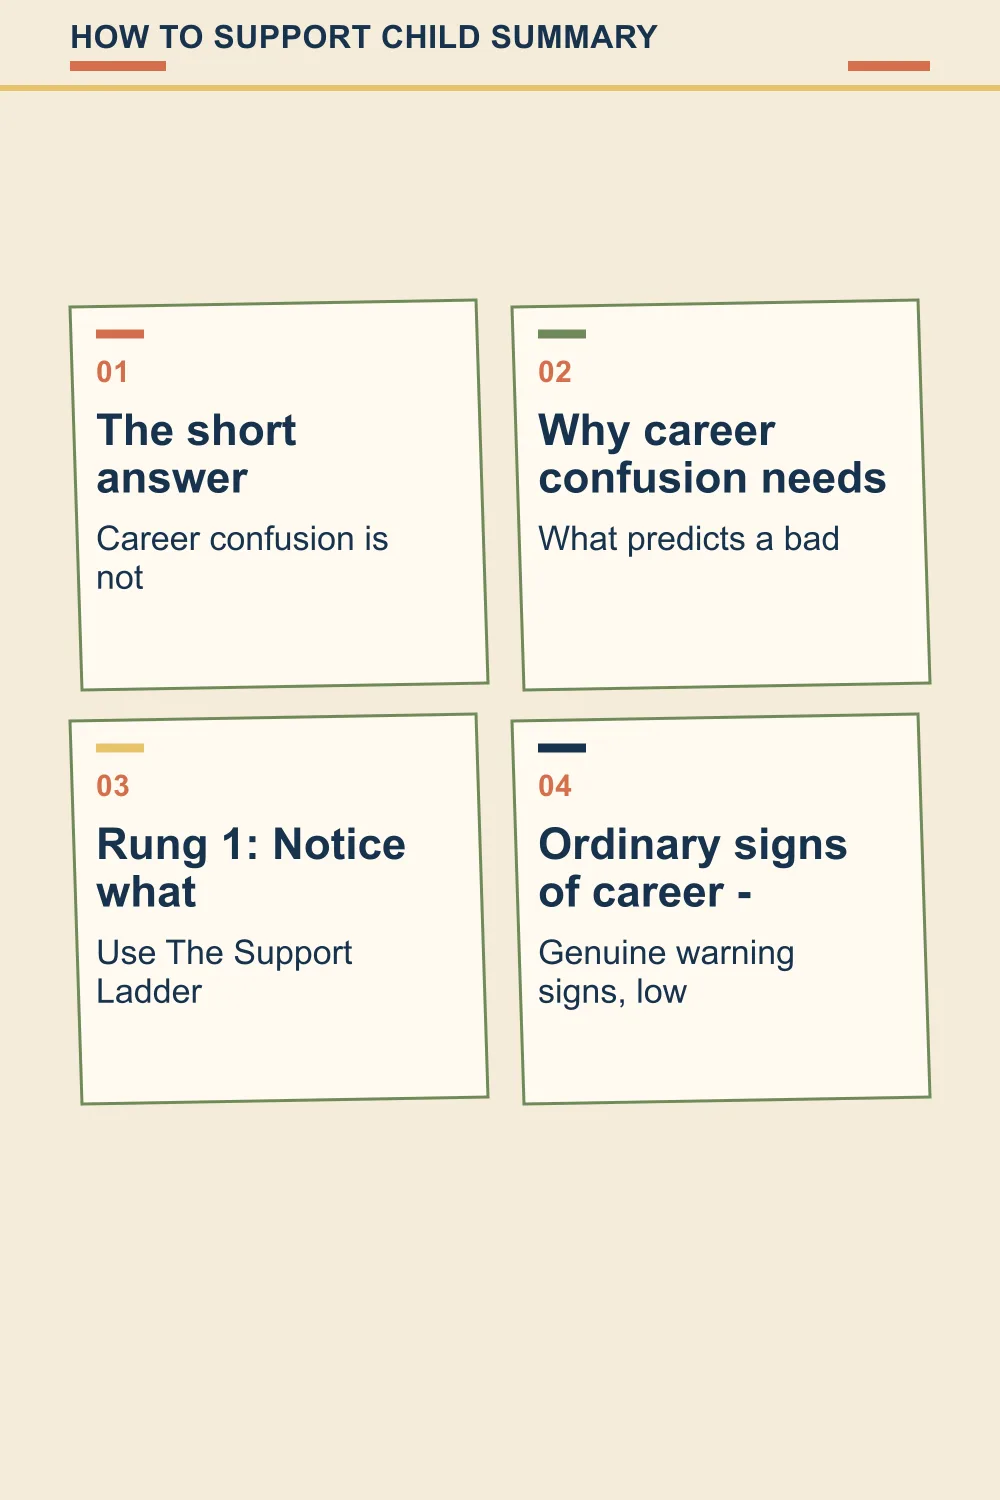 HOW TO SUPPORT CHILD SUMMARY
01
The short
answer
Career confusion is
not
02
Why career
confusion needs
What predicts a bad
03
Rung 1: Notice
what
Use The Support
Ladder
04
Ordinary signs
of career -
Genuine warning
signs, low